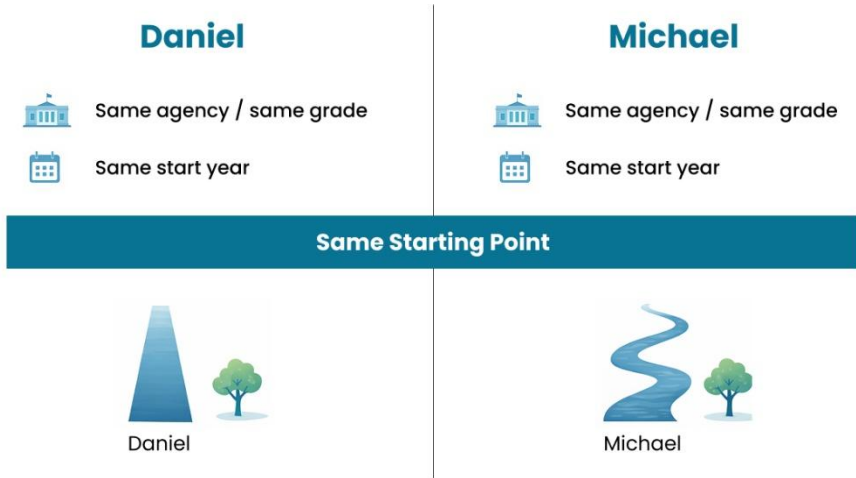 Daniel
Same agency / same grade
Same start year
Michael
Same agency / same grade
Same start year
Same Starting Point
Daniel
Michael